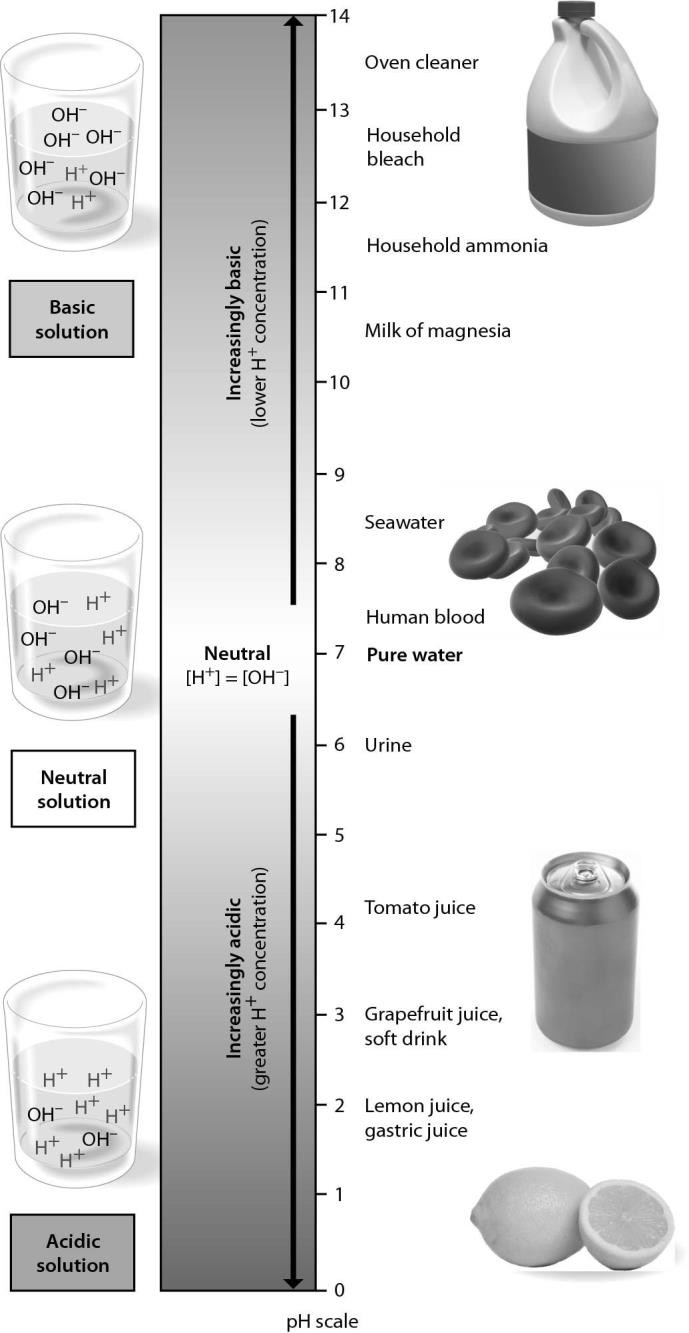 14
Oven cleaner
13
OH⁻
OH⁻ OH⁻
Household
bleach
OH⁻ H⁺ OH⁻
OH⁻ H⁺
12
Household ammonia
Increasingly basic
(lower H⁺ concentration)
11
Basic
solution
Milk of magnesia
10
9
Seawater
8
OH⁻ H⁺
Human blood
OH⁻ H⁺
OH⁻
H⁺
OH⁻ H⁺
Neutral
[H⁺] = [OH⁻]
7
Pure water
6
Urine
Neutral
solution
5
Tomato juice
4
Increasingly acidic
(greater H⁺ concentration)
3
Grapefruit juice,
soft drink
H⁺ H⁺
OH⁻ H⁺ H⁺
H⁺ OH⁻
H⁺
2
Lemon juice,
gastric juice
1
Acidic
solution
0
pH scale